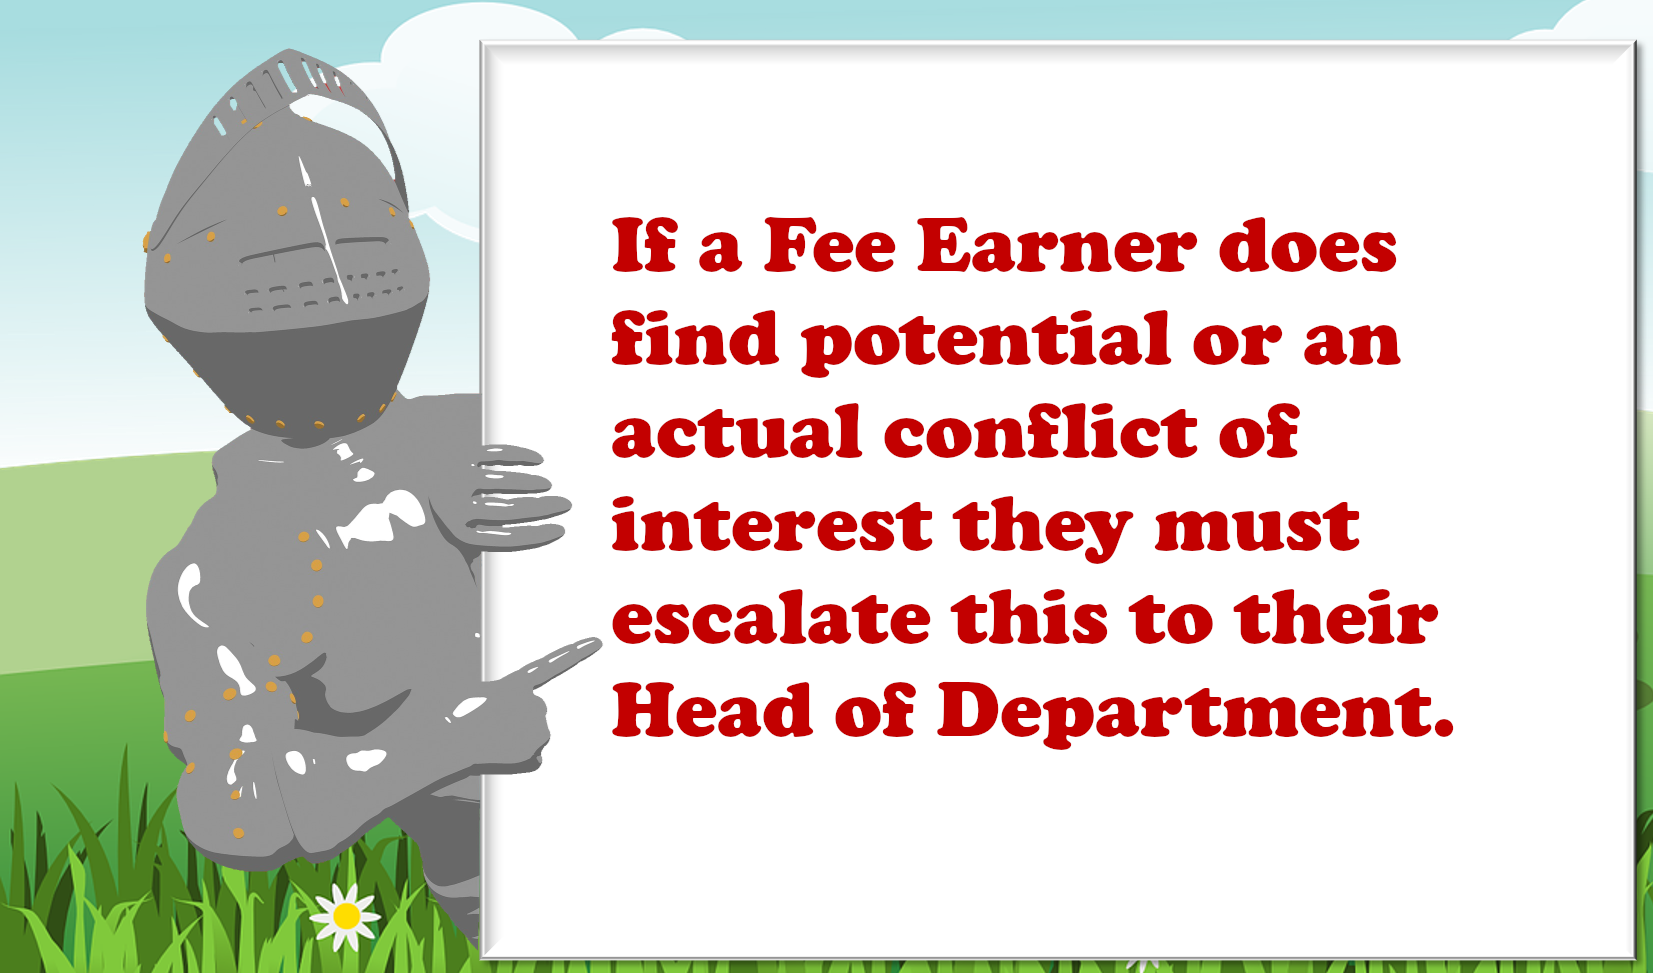 If a Fee Earner does
find potential or an
actual conflict of
interest they must
escalate this to their
Head of Department.